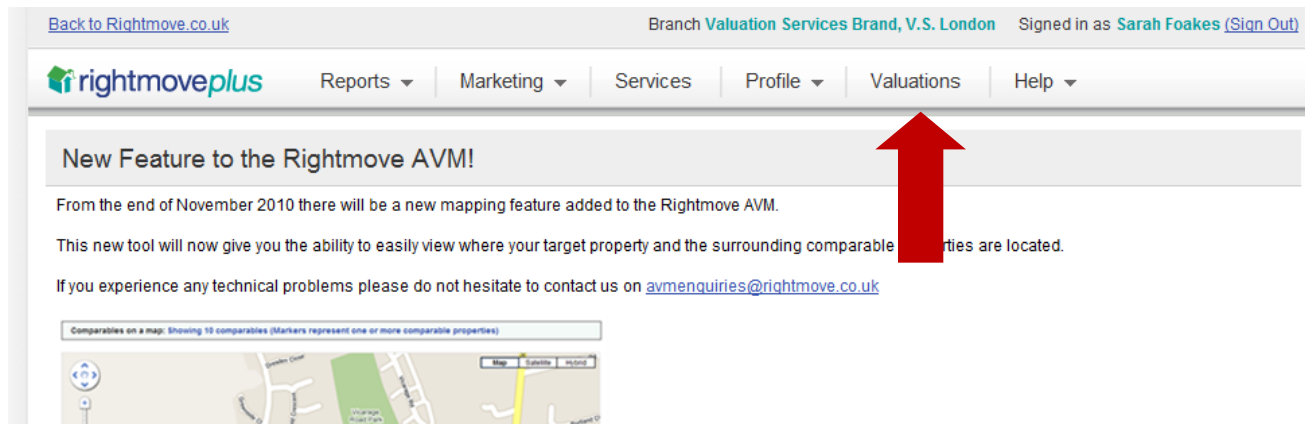 Back to Rightmove.co.uk Branch Valuation Services Brand, V.S. London Signed in as Sarah Foakes (Sign Out)
rightmoveplus Reports Marketing Services Profile Valuations Help
New Feature to the Rightmove AVM!
From the end of November 2010 there will be a new mapping feature added to the Rightmove AVM.
This new tool will now give you the ability to easily view where your target property and the surrounding comparable rties are located.
If you experience any technical problems please do not hesitate to contact us on avmenquiries@rightmove.co.uk
Comparables on a map: Showing 10 comparables (Markers represent one or more comparable properties)
Map Satellite Hybrid
Vicarage Rd
Vicarage
Road Park